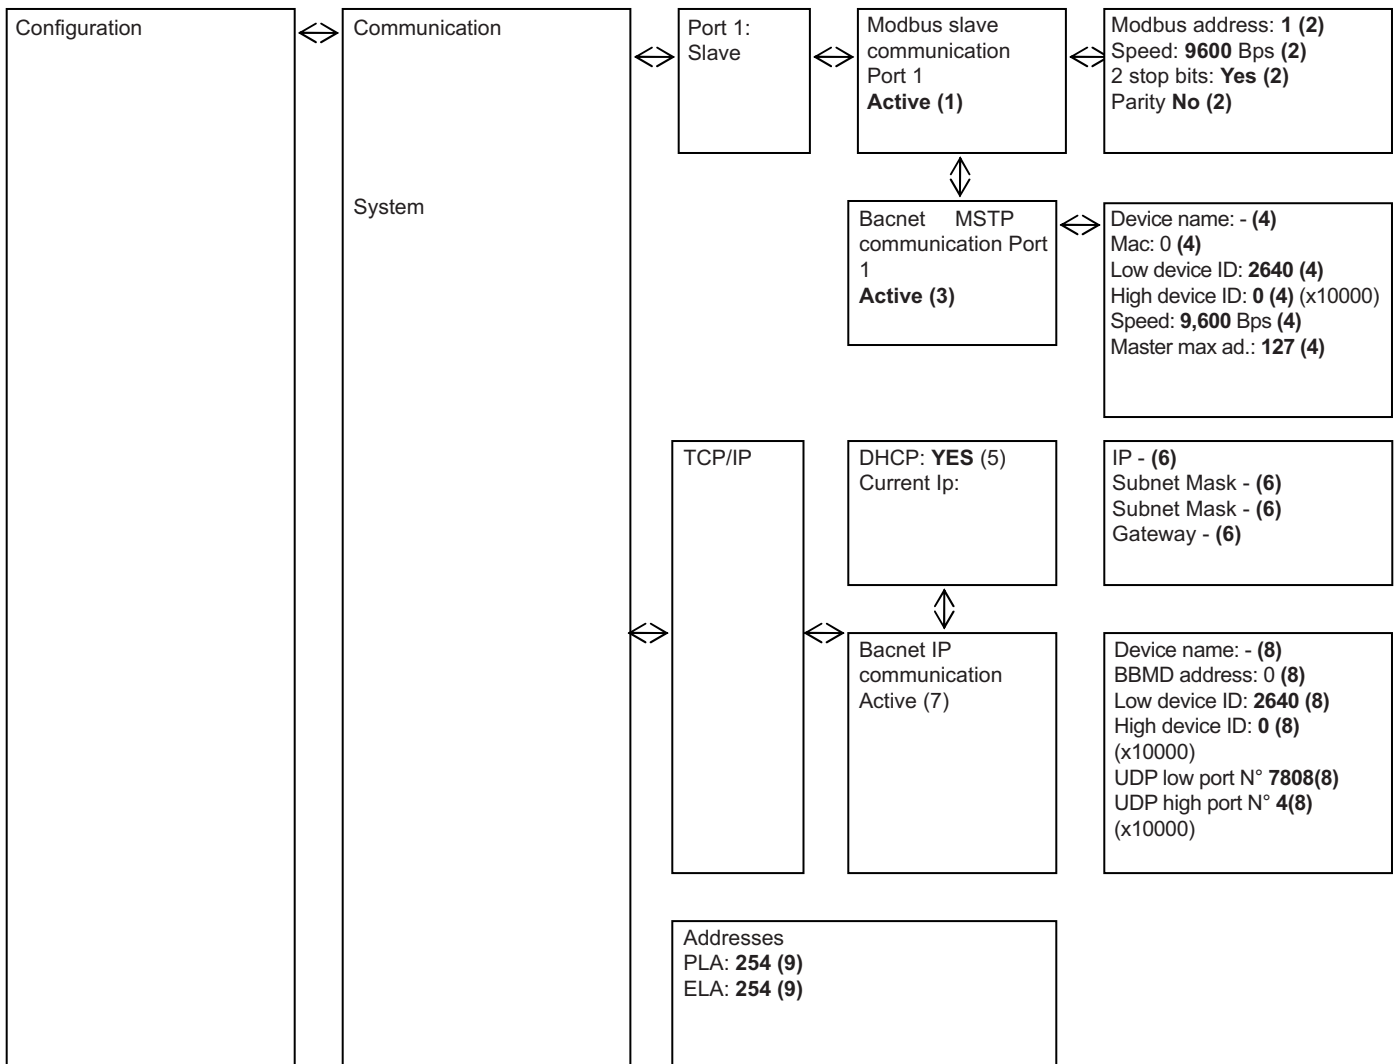 Configuration
Communication
System
Port 1:
Slave
Modbus slave
communication
Port 1
Active (1)
Modbus address: 1 (2)
Speed: 9600 Bps (2)
2 stop bits: Yes (2)
Parity No (2)
Bacnet MSTP
communication Port
1
Active (3)
Device name: - (4)
Mac: 0 (4)
Low device ID: 2640 (4)
High device ID: 0 (4) (x10000)
Speed: 9,600 Bps (4)
Master max ad.: 127 (4)
TCP/IP
DHCP: YES (5)
Current Ip:
IP - (6)
Subnet Mask - (6)
Subnet Mask - (6)
Gateway - (6)
Bacnet IP
communication
Active (7)
Device name: - (8)
BBMD address: 0 (8)
Low device ID: 2640 (8)
High device ID: 0 (8)
(x10000)
UDP low port N° 7808(8)
UDP high port N° 4(8)
(x10000)
Addresses
PLA: 254 (9)
ELA: 254 (9)